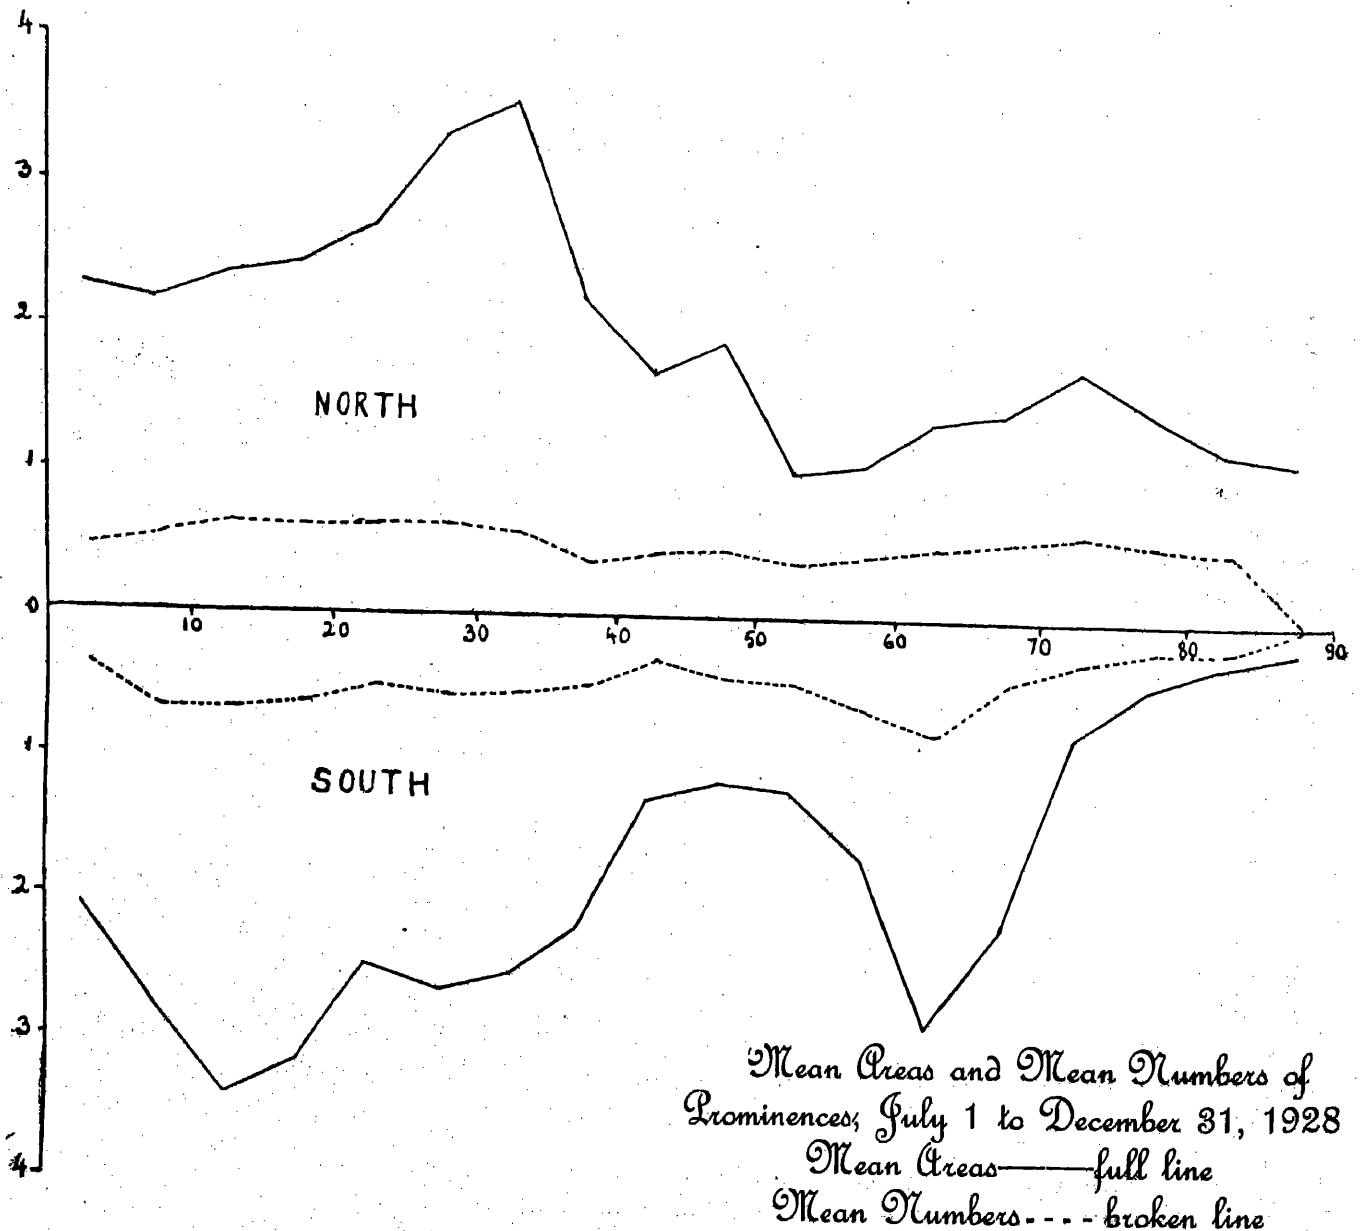 4
3
2
NORTH
1
0
10 20 30 40 50 60 70 80 90
1
SOUTH
2
3
Mean Areas and Mean Numbers of
Prominences, July 1 to December 31, 1928
Mean Areas——full line
4
Mean Numbers---- broken line